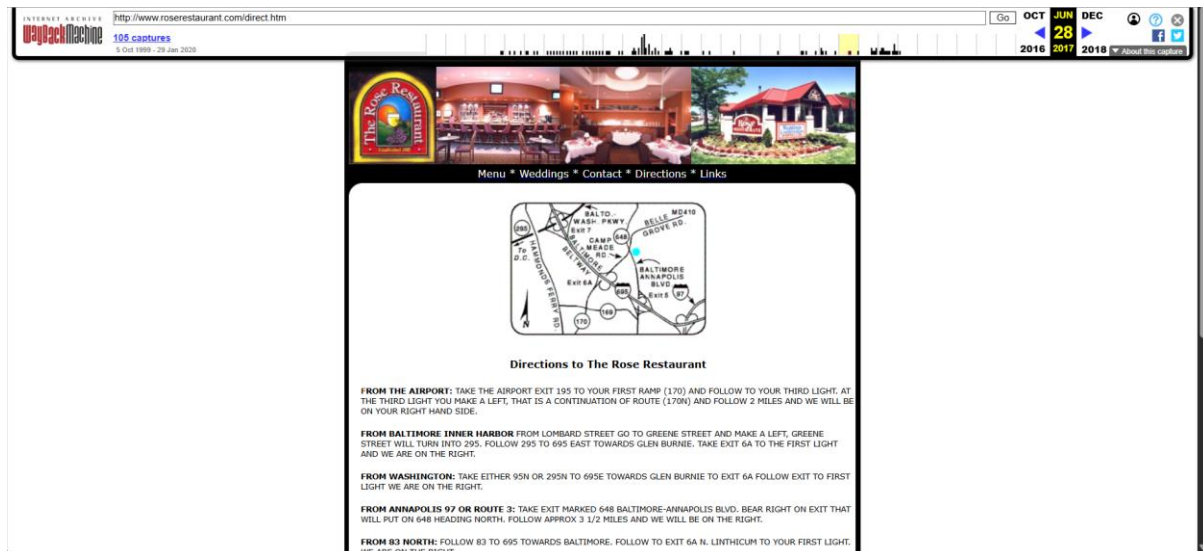 INTERNET ARCHIVE
WayBackMachine
http://www.roserestaurant.com/direct.htm
Go
OCT JUN DEC
105 captures
28
5 Oct 1999 - 29 Jan 2020
2016 2017 2018
▼ About this capture
The Rose Restaurant
Menu * Weddings * Contact * Directions * Links
BALTO.-
WASH. PKWY
Exit 7
BELLE
GROVE RD.
MD410
295
648
To
D.C.
HAMMONDS FERRY RD.
BALTIMORE
BELTWAY
CAMP
MEADE
RD.
BALTIMORE
ANNAPOLIS
BLVD.
Exit 6A
695
Exit 5
97
169
170
N
Directions to The Rose Restaurant
FROM THE AIRPORT: TAKE THE AIRPORT EXIT 195 TO YOUR FIRST RAMP (170) AND FOLLOW TO YOUR THIRD LIGHT. AT
THE THIRD LIGHT YOU MAKE A LEFT, THAT IS A CONTINUATION OF ROUTE (170N) AND FOLLOW 2 MILES AND WE WILL BE
ON YOUR RIGHT HAND SIDE.
FROM BALTIMORE INNER HARBOR FROM LOMBARD STREET GO TO GREENE STREET AND MAKE A LEFT, GREENE
STREET WILL TURN INTO 295. FOLLOW 295 TO 695 EAST TOWARDS GLEN BURNIE. TAKE EXIT 6A TO THE FIRST LIGHT
AND WE ARE ON THE RIGHT.
FROM WASHINGTON: TAKE EITHER 95N OR 295N TO 695E TOWARDS GLEN BURNIE TO EXIT 6A FOLLOW EXIT TO FIRST
LIGHT WE ARE ON THE RIGHT.
FROM ANNAPOLIS 97 OR ROUTE 3: TAKE EXIT MARKED 648 BALTIMORE-ANNAPOLIS BLVD. BEAR RIGHT ON EXIT THAT
WILL PUT ON 648 HEADING NORTH. FOLLOW APPROX 3 1/2 MILES AND WE WILL BE ON THE RIGHT.
FROM 83 NORTH: FOLLOW 83 TO 695 TOWARDS BALTIMORE. FOLLOW TO EXIT 6A N. LINTHICUM TO YOUR FIRST LIGHT.
WE ARE ON THE RIGHT